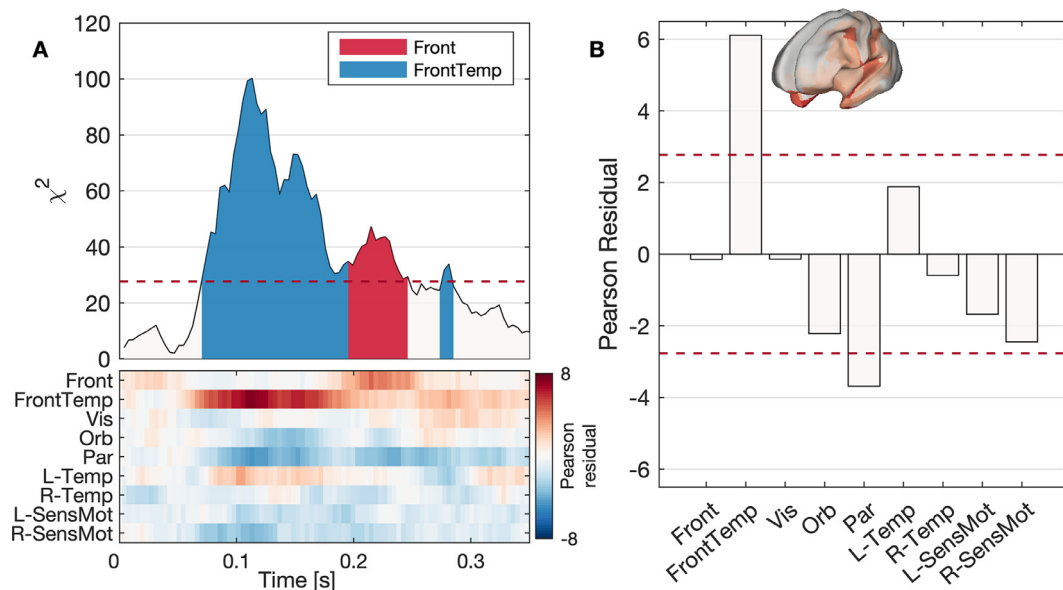 A
120
100
80
60
40
20
0
χ2
Front
FrontTemp
Front
FrontTemp
Vis
Orb
Par
L-Temp
R-Temp
L-SensMot
R-SensMot
0
0.1
0.2
0.3
Time [s]
8
-8
Pearson
residual
B
6
4
2
0
-2
-4
-6
Pearson Residual
Front
FrontTemp
Vis
Orb
Par
L-Temp
R-Temp
L-SensMot
R-SensMot